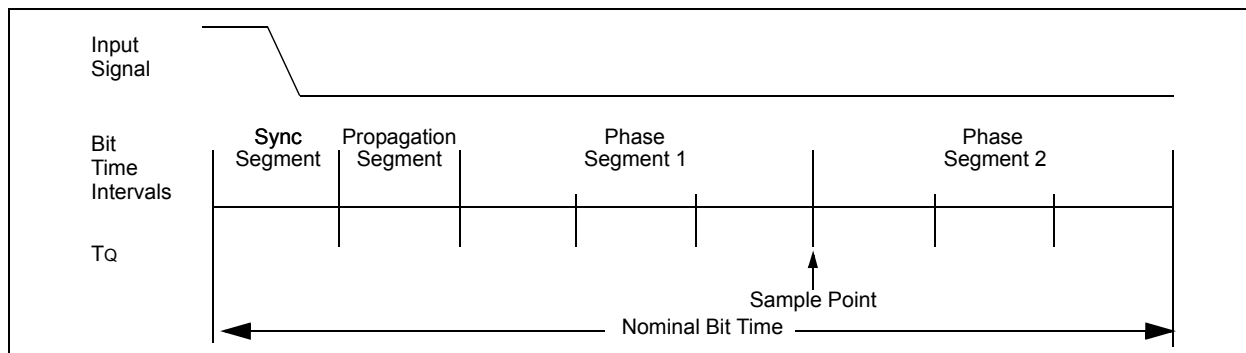 Input
Signal
Bit
Time
Intervals
Sync
Segment
Propagation
Segment
Phase
Segment 1
Phase
Segment 2
TQ
Sample Point
Nominal Bit Time